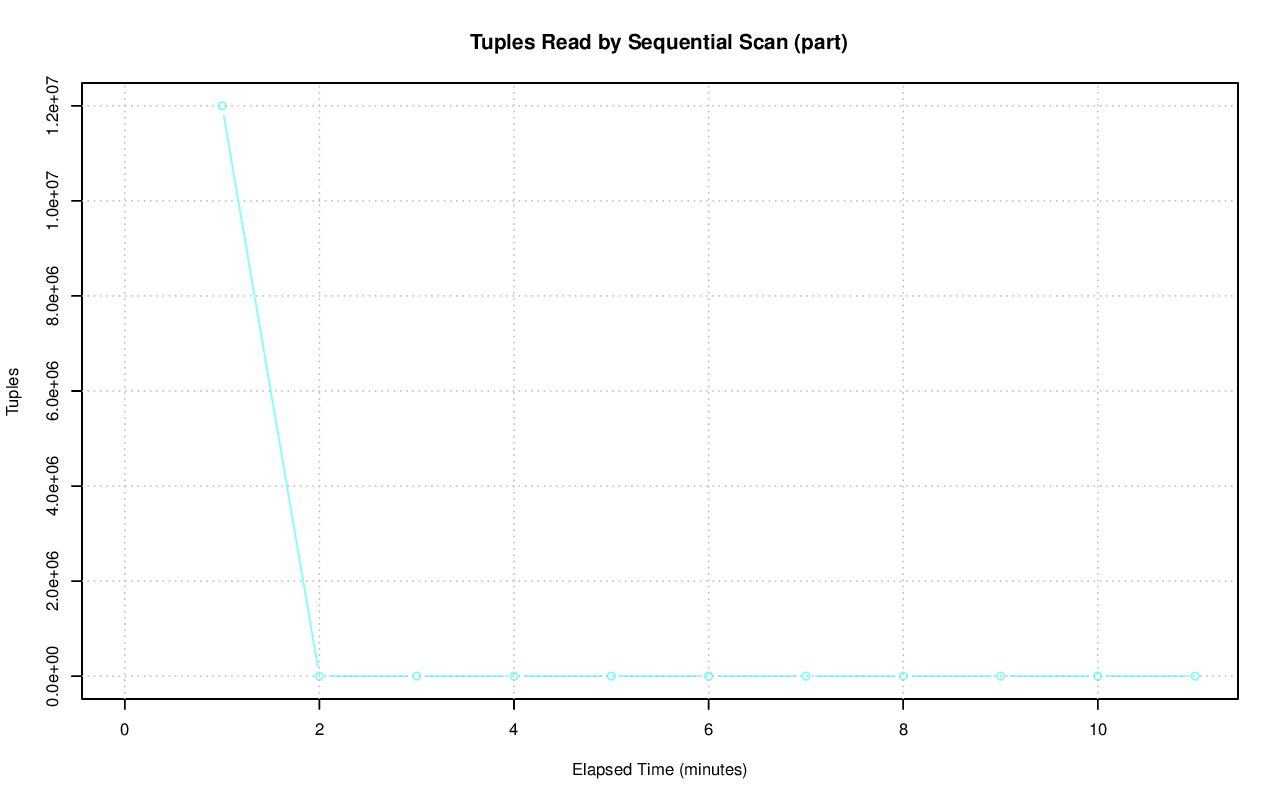 Tuples Read by Sequential Scan (part)
1.2e+07
1.0e+07
8.0e+06
6.0e+06
4.0e+06
2.0e+06
0.0e+00
Tuples
0 2 4 6 8 10
Elapsed Time (minutes)